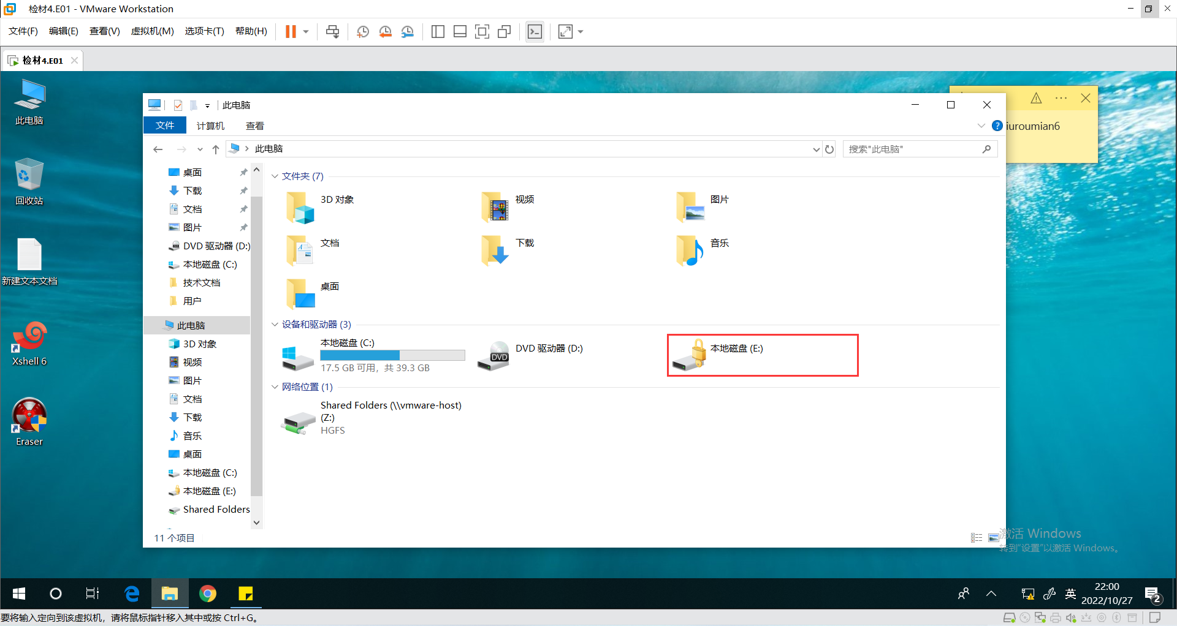 检材4.E01 - VMware Workstation
文件(F) 编辑(E) 查看(V) 虚拟机(M) 选项卡(T) 帮助(H)
检材4.E01
此电脑
回收站
新建文本文档
Xshell 6
Eraser
iuroumian6
此电脑
文件 计算机 查看
此电脑
搜索"此电脑"
桌面
下载
文档
图片
DVD 驱动器 (D:)
本地磁盘 (C:)
技术文档
用户
此电脑
3D 对象
视频
图片
文档
下载
音乐
桌面
本地磁盘 (C:)
本地磁盘 (E:)
Shared Folders
文件夹 (7)
3D 对象
视频
图片
文档
下载
音乐
桌面
设备和驱动器 (3)
本地磁盘 (C:)
17.5 GB 可用，共 39.3 GB
DVD 驱动器 (D:)
DVD
本地磁盘 (E:)
网络位置 (1)
Shared Folders (\\vmware-host)
(Z:)
HGFS
11 个项目
激活 Windows
转到"设置"以激活 Windows。
英
22:00
2022/10/27
2
要将输入定向到该虚拟机，请将鼠标指针移入其中或按 Ctrl+G。